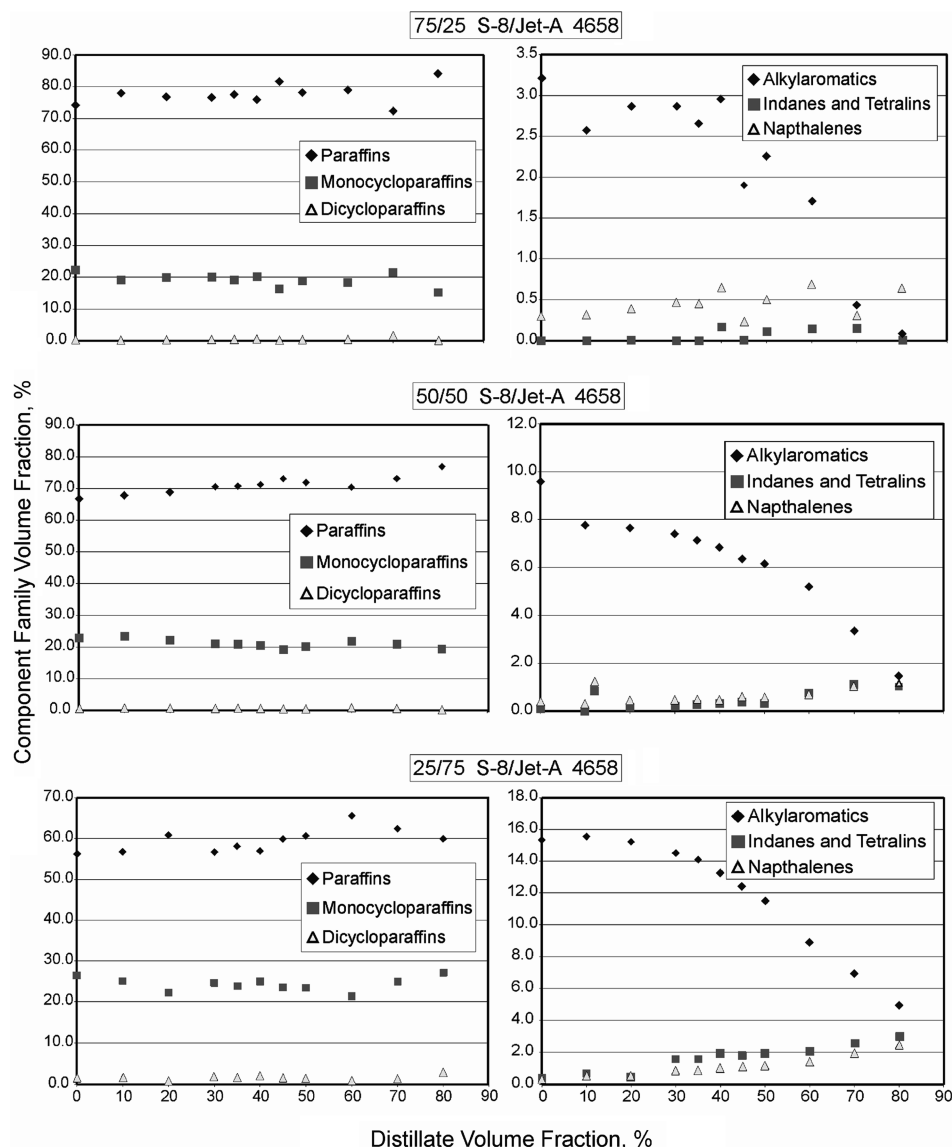 75/25 S-8/Jet-A 4658
90.0
80.0
70.0
60.0
50.0
40.0
30.0
20.0
10.0
0.0
Paraffins
Monocycloparaffins
Dicycloparaffins
3.5
3.0
2.5
2.0
1.5
1.0
0.5
0.0
Alkylaromatics
Indanes and Tetralins
Napthalenes
Component Family Volume Fraction, %
50/50 S-8/Jet-A 4658
90.0
80.0
70.0
60.0
50.0
40.0
30.0
20.0
10.0
0.0
Paraffins
Monocycloparaffins
Dicycloparaffins
12.0
10.0
8.0
6.0
4.0
2.0
0.0
Alkylaromatics
Indanes and Tetralins
Napthalenes
25/75 S-8/Jet-A 4658
70.0
60.0
50.0
40.0
30.0
20.0
10.0
0.0
Paraffins
Monocycloparaffins
Dicycloparaffins
0 10 20 30 40 50 60 70 80 90
18.0
16.0
14.0
12.0
10.0
8.0
6.0
4.0
2.0
0.0
Alkylaromatics
Indanes and Tetralins
Napthalenes
0 10 20 30 40 50 60 70 80 90
Distillate Volume Fraction, %